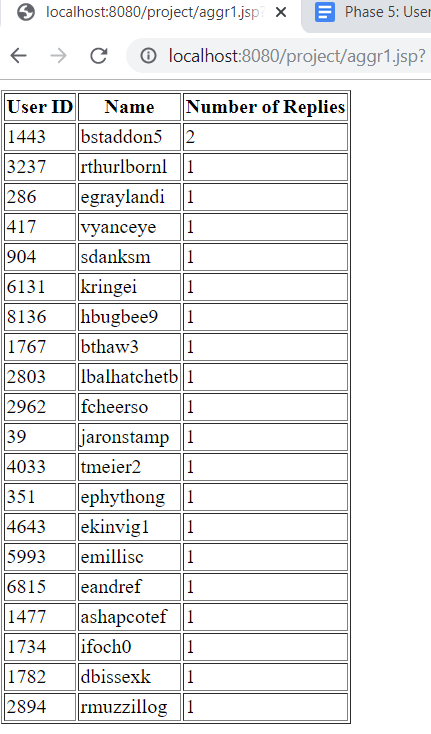 localhost:8080/project/aggr1.jsp?
Phase 5: User
localhost:8080/project/aggr1.jsp?
User ID Name Number of Replies
1443 bstaddon5 2
3237 rthurlbornl 1
286 egraylandi 1
417 vyanceye 1
904 sdanksm 1
6131 kringei 1
8136 hbugbee9 1
1767 bthaw3 1
2803 lbalhatchetb 1
2962 fcheerso 1
39 jaronstamp 1
4033 tmeier2 1
351 ephythong 1
4643 ekinvig1 1
5993 emillisc 1
6815 eandref 1
1477 ashapcotef 1
1734 ifoch0 1
1782 dbissexk 1
2894 rmuzzillog 1